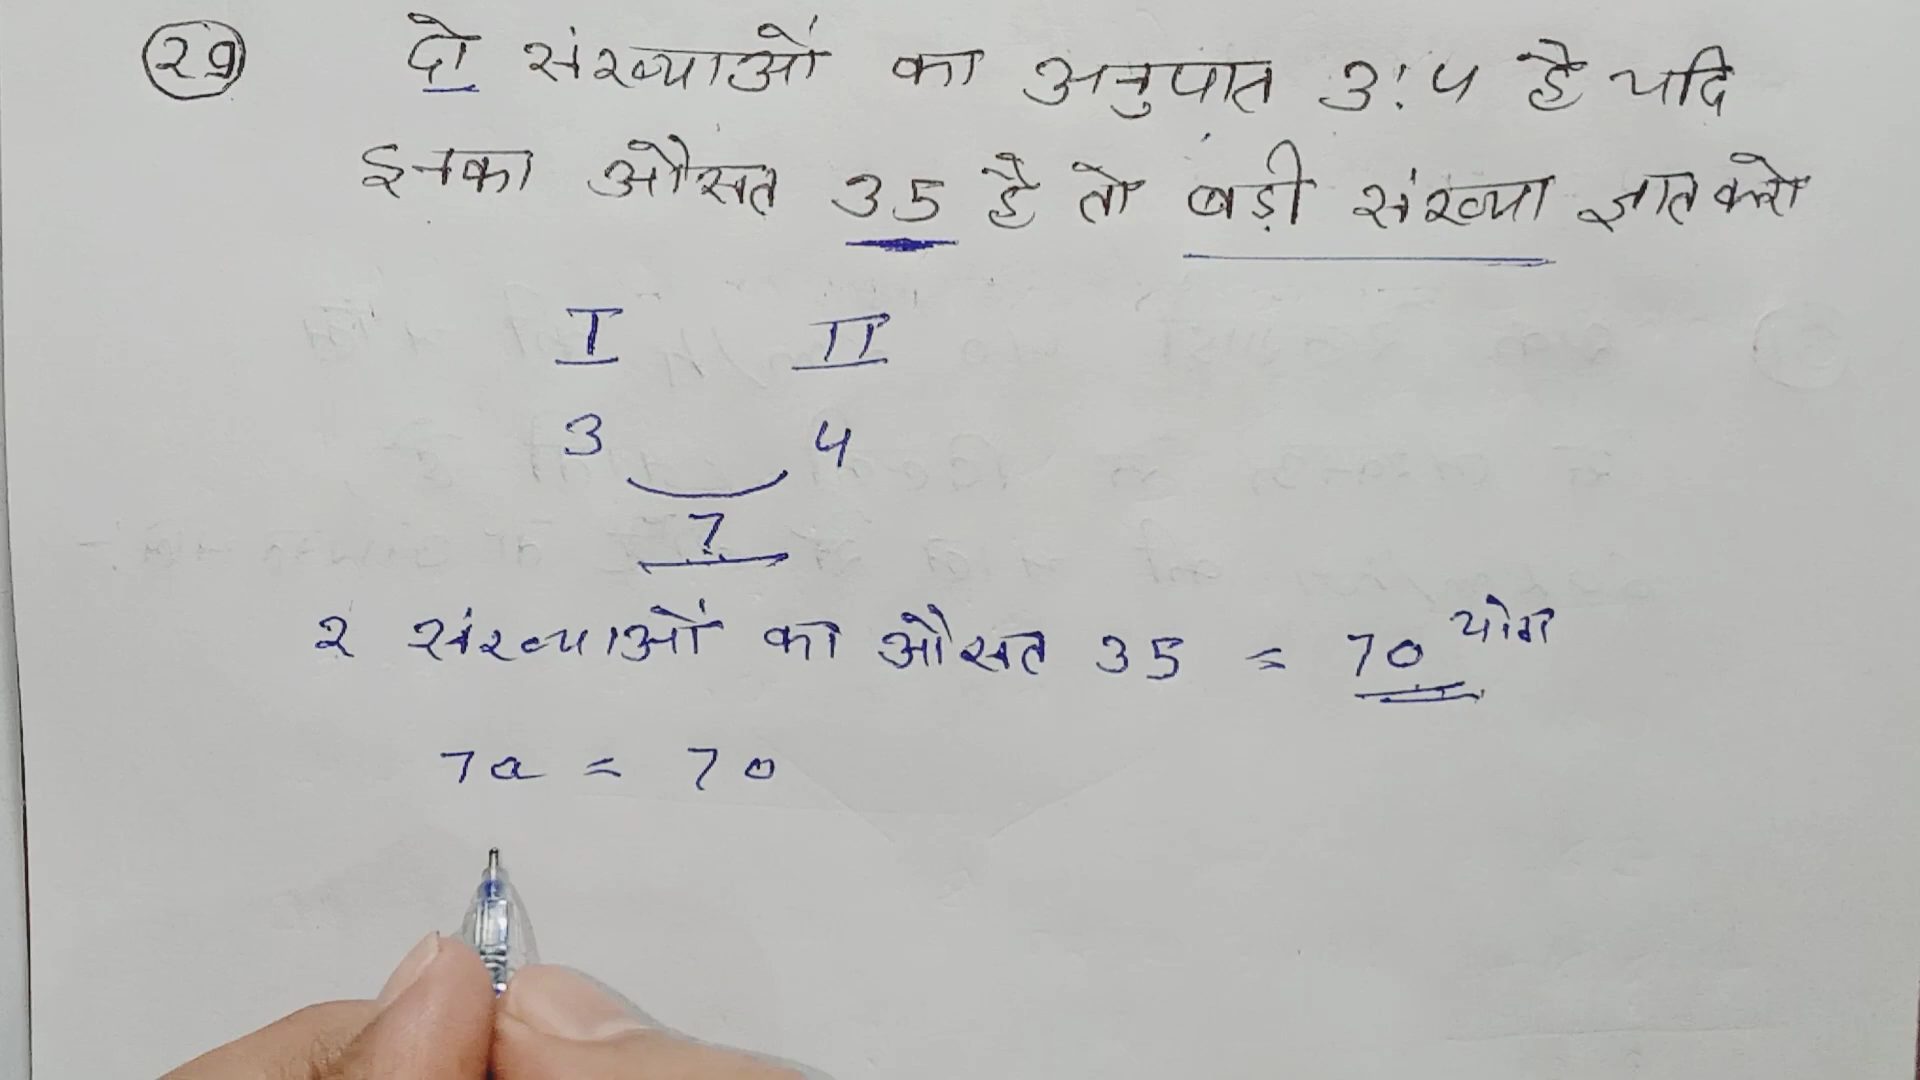 29 दो संख्याओं का अनुपात 3:4 है यदि
इनका औसत 35 है तो बड़ी संख्या ज्ञात करो
I II
3 4
7
2 संख्याओं का औसत 35 = 70 योग
7a = 70